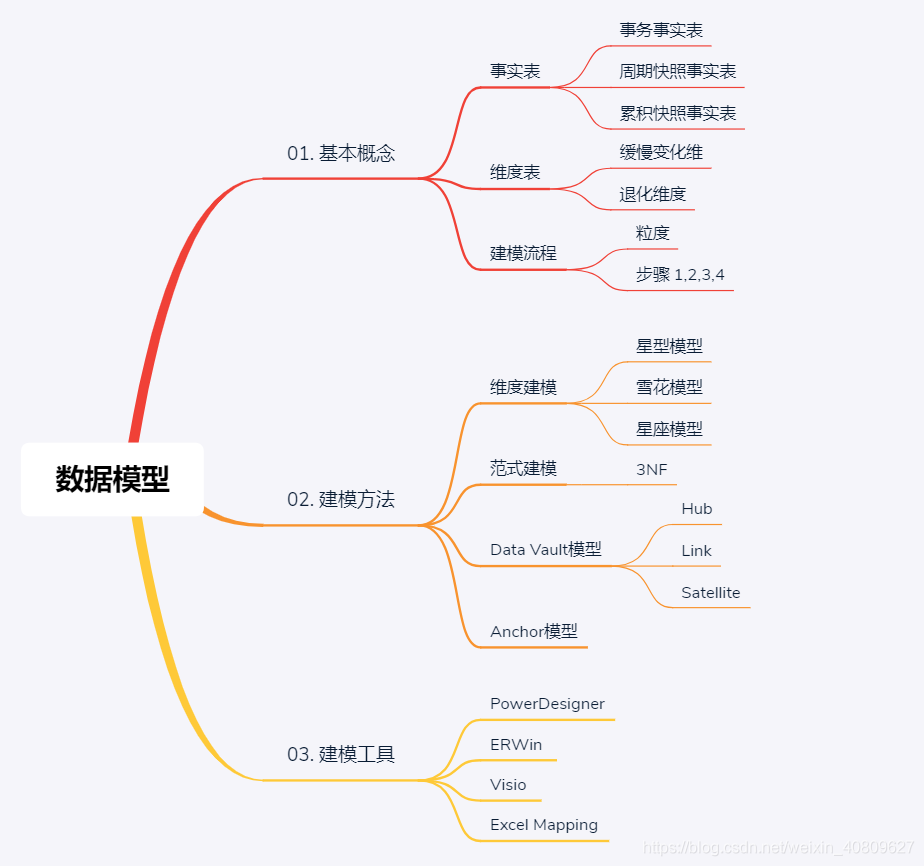 数据模型
01. 基本概念
事实表
事务事实表
周期快照事实表
累积快照事实表
维度表
缓慢变化维
退化维度
建模流程
粒度
步骤 1,2,3,4
02. 建模方法
维度建模
星型模型
雪花模型
星座模型
范式建模
3NF
Data Vault模型
Hub
Link
Satellite
Anchor模型
03. 建模工具
PowerDesigner
ERWin
Visio
Excel Mapping
https://blog.csdn.net/weixin_40809627